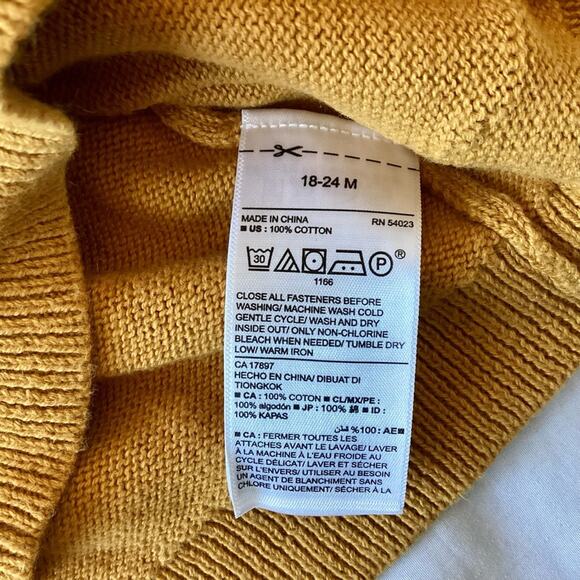 18-24 M
MADE IN CHINA RN 54023
■ US : 100% COTTON
30 P ®
1166
CLOSE ALL FASTENERS BEFORE
WASHING/ MACHINE WASH COLD
GENTLE CYCLE/ WASH AND DRY
INSIDE OUT/ ONLY NON-CHLORINE
BLEACH WHEN NEEDED/ TUMBLE DRY
LOW/ WARM IRON
CA 17897
HECHO EN CHINA/ DIBUAT DI
TIONGKOK
■ CA : 100% COTON ■ CL/MX/PE :
100% algodón ■ JP : 100% 綿 ■ ID :
100% KAPAS
■AE : %100 قطن
■ CA : FERMER TOUTES LES
ATTACHES AVANT LE LAVAGE/ LAVER
À LA MACHINE À L'EAU FROIDE AU
CYCLE DÉLICAT/ LAVER ET SÉCHER
SUR L'ENVERS/ UTILISER AU BESOIN
UN AGENT DE BLANCHIMENT SANS
CHLORE UNIQUEMENT/ SÉCHER À LA